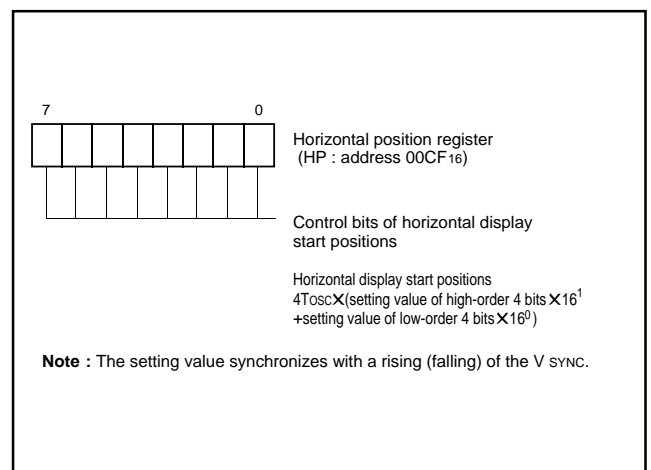 7 0
Horizontal position register
(HP : address 00CF16)
Control bits of horizontal display
start positions
Horizontal display start positions
4Tosc×(setting value of high-order 4 bits×16¹
+setting value of low-order 4 bits×16⁰)
Note : The setting value synchronizes with a rising (falling) of the V SYNC.